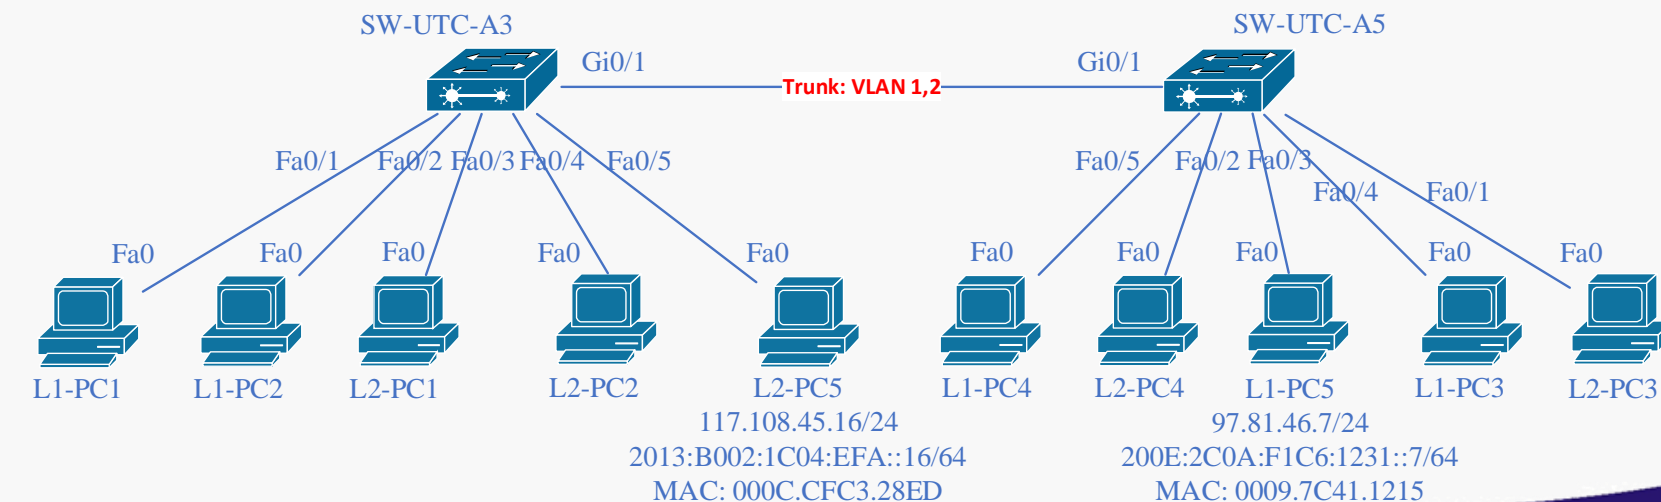 SW-UTC-A3
SW-UTC-A5
Gi0/1
Gi0/1
Trunk: VLAN 1,2
Fa0/1
Fa0/2
Fa0/3
Fa0/4
Fa0/5
Fa0/5
Fa0/2
Fa0/3
Fa0/4
Fa0/1
Fa0
Fa0
Fa0
Fa0
Fa0
Fa0
Fa0
Fa0
Fa0
Fa0
L1-PC1
L1-PC2
L2-PC1
L2-PC2
L2-PC5
117.108.45.16/24
2013:B002:1C04:EFA::16/64
MAC: 000C.CFC3.28ED
L1-PC4
L2-PC4
L1-PC5
97.81.46.7/24
200E:2C0A:F1C6:1231::7/64
MAC: 0009.7C41.1215
L1-PC3
L2-PC3